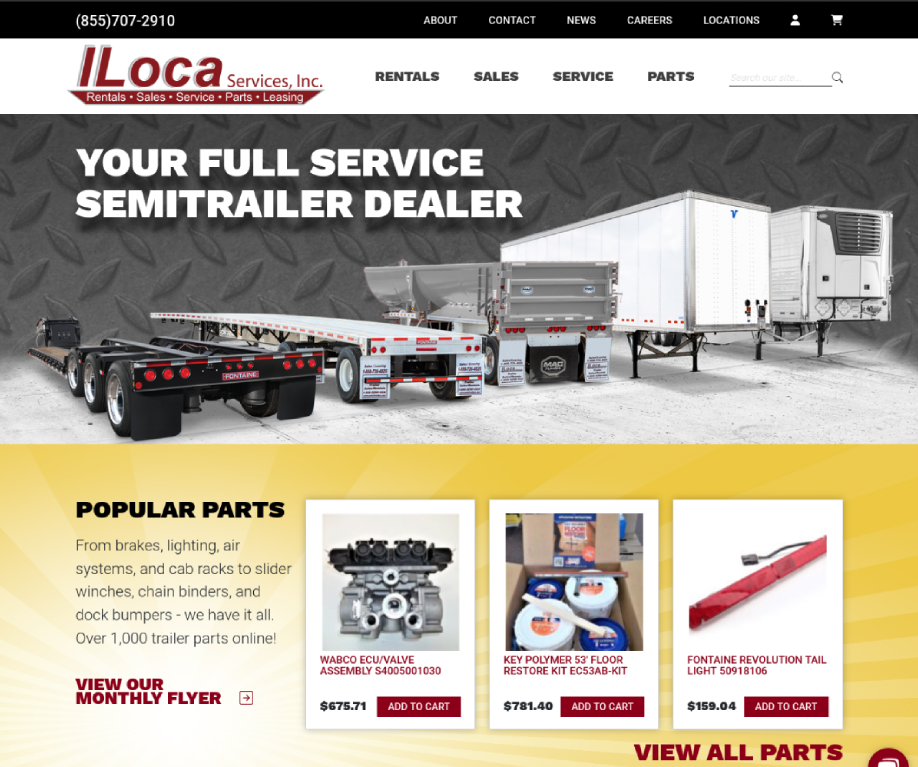 (855)707-2910
ABOUT CONTACT NEWS CAREERS LOCATIONS
ILoca Services, Inc.
Rentals • Sales • Service • Parts • Leasing
RENTALS SALES SERVICE PARTS
Search our site...
YOUR FULL SERVICE
SEMITRAILER DEALER
FONTAINE
MAC
POPULAR PARTS
From brakes, lighting, air
systems, and cab racks to slider
winches, chain binders, and
dock bumpers - we have it all.
Over 1,000 trailer parts online!
VIEW OUR
MONTHLY FLYER
WABCO ECU/VALVE
ASSEMBLY S4005001030
$675.71 ADD TO CART
FLOOR
KEY POLYMER 53' FLOOR
RESTORE KIT EC53AB-KIT
$781.40 ADD TO CART
FONTAINE REVOLUTION TAIL
LIGHT 50918106
$159.04 ADD TO CART
VIEW ALL PARTS